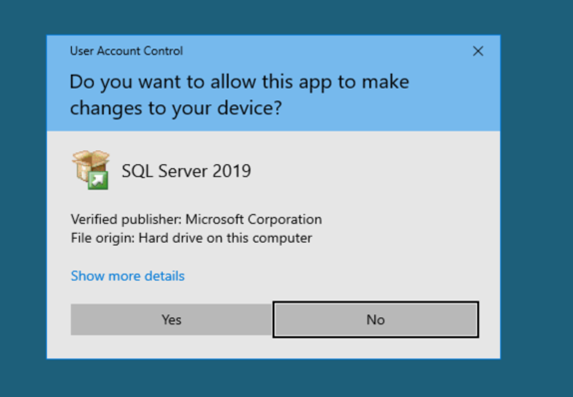 User Account Control
Do you want to allow this app to make
changes to your device?
SQL Server 2019
Verified publisher: Microsoft Corporation
File origin: Hard drive on this computer
Show more details
Yes
No